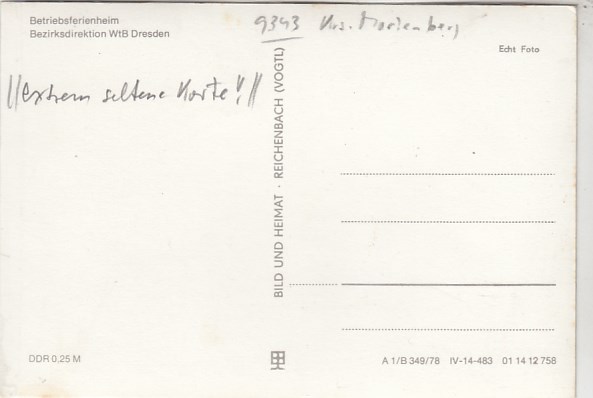 Betriebsferienheim
Bezirksdirektion WtB Dresden
9343 Krs. Marienberg
Echt Foto
!!extrem seltene Karte!!!
BILD UND HEIMAT · REICHENBACH (VOGTL)
DDR 0,25 M
A 1/B 349/78 IV-14-483 01 14 12 758